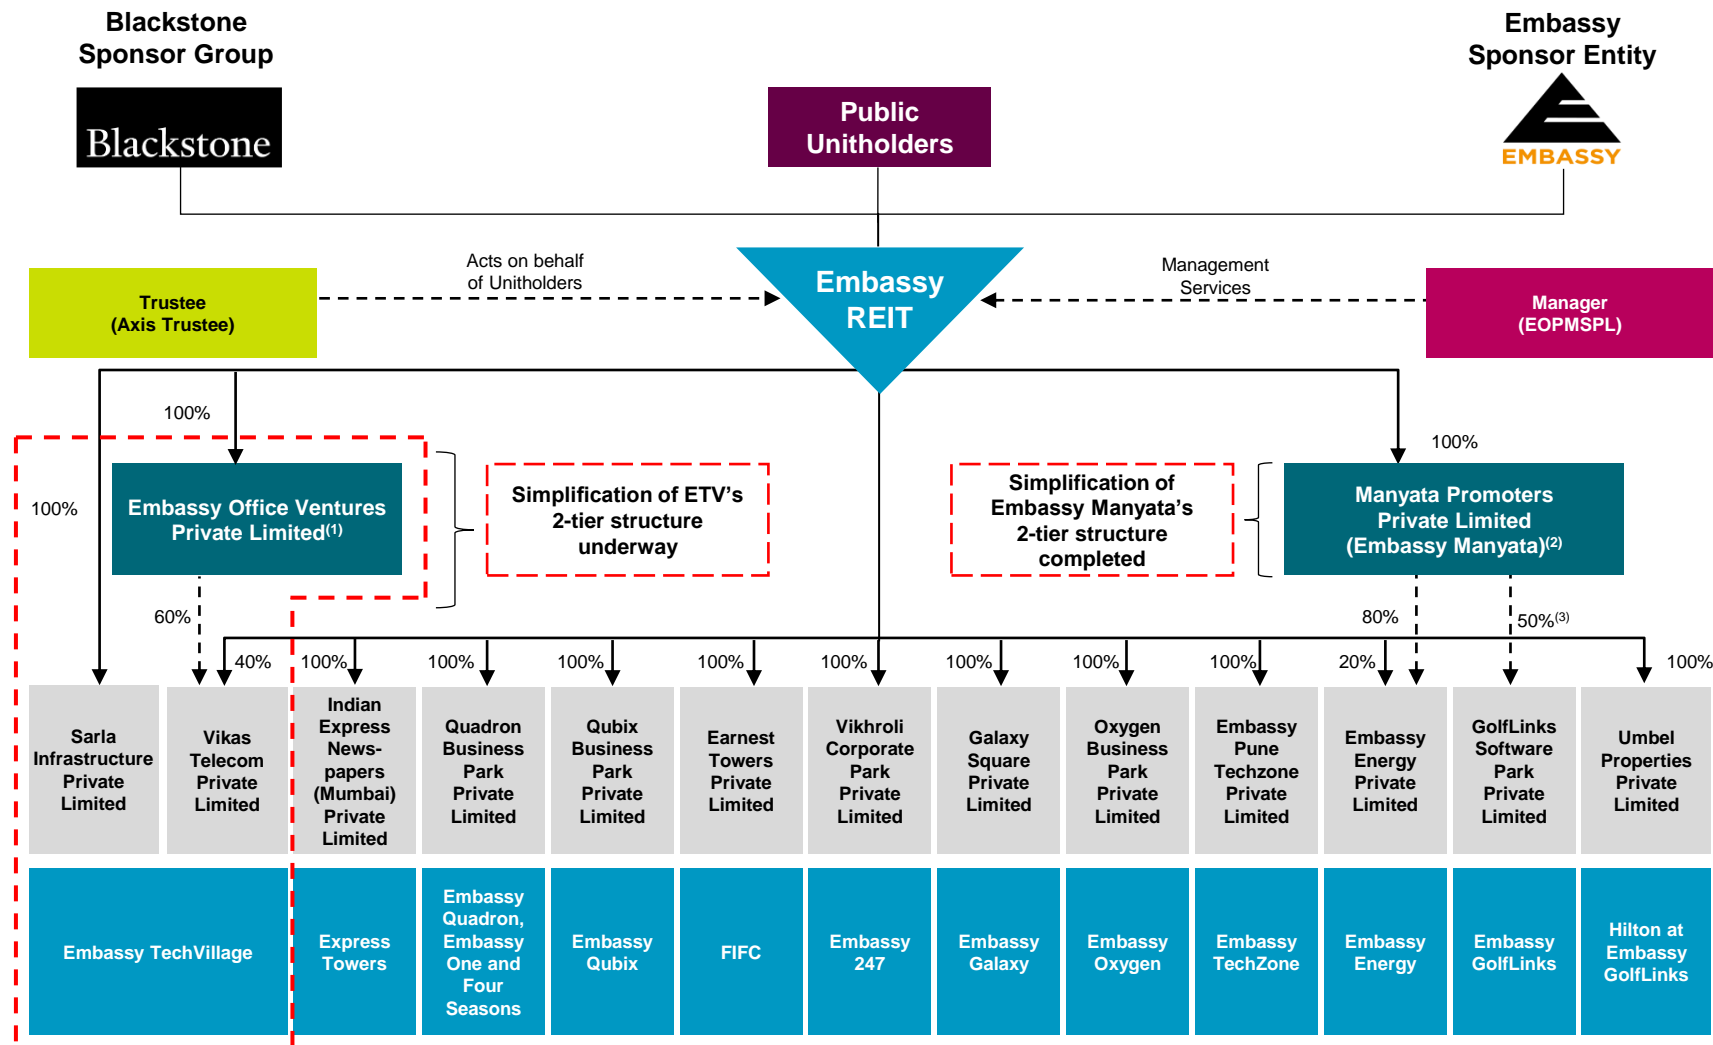 Blackstone
Sponsor Group
Blackstone
Public
Unitholders
Embassy
Sponsor Entity
EMBASSY
Trustee
(Axis Trustee)
Acts on behalf
of Unitholders
Embassy
REIT
Management
Services
Manager
(EOPMSPL)
100%
100%
100%
Embassy Office Ventures
Private Limited(1)
Simplification of ETV's
2-tier structure
underway
Simplification of
Embassy Manyata's
2-tier structure
completed
Manyata Promoters
Private Limited
(Embassy Manyata)(2)
60%
80%
50%(3)
40%
100%
100%
100%
100%
100%
100%
100%
100%
20%
100%
Sarla
Infrastructure
Private
Limited
Vikas
Telecom
Private
Limited
Indian
Express
News-
papers
(Mumbai)
Private
Limited
Quadron
Business
Park
Private
Limited
Qubix
Business
Park
Private
Limited
Earnest
Towers
Private
Limited
Vikhroli
Corporate
Park
Private
Limited
Galaxy
Square
Private
Limited
Oxygen
Business
Park
Private
Limited
Embassy
Pune
Techzone
Private
Limited
Embassy
Energy
Private
Limited
GolfLinks
Software
Park
Private
Limited
Umbel
Properties
Private
Limited
Embassy TechVillage
Express
Towers
Embassy
Quadron,
Embassy
One and
Four
Seasons
Embassy
Qubix
FIFC
Embassy
247
Embassy
Galaxy
Embassy
Oxygen
Embassy
TechZone
Embassy
Energy
Embassy
GolfLinks
Hilton at
Embassy
GolfLinks